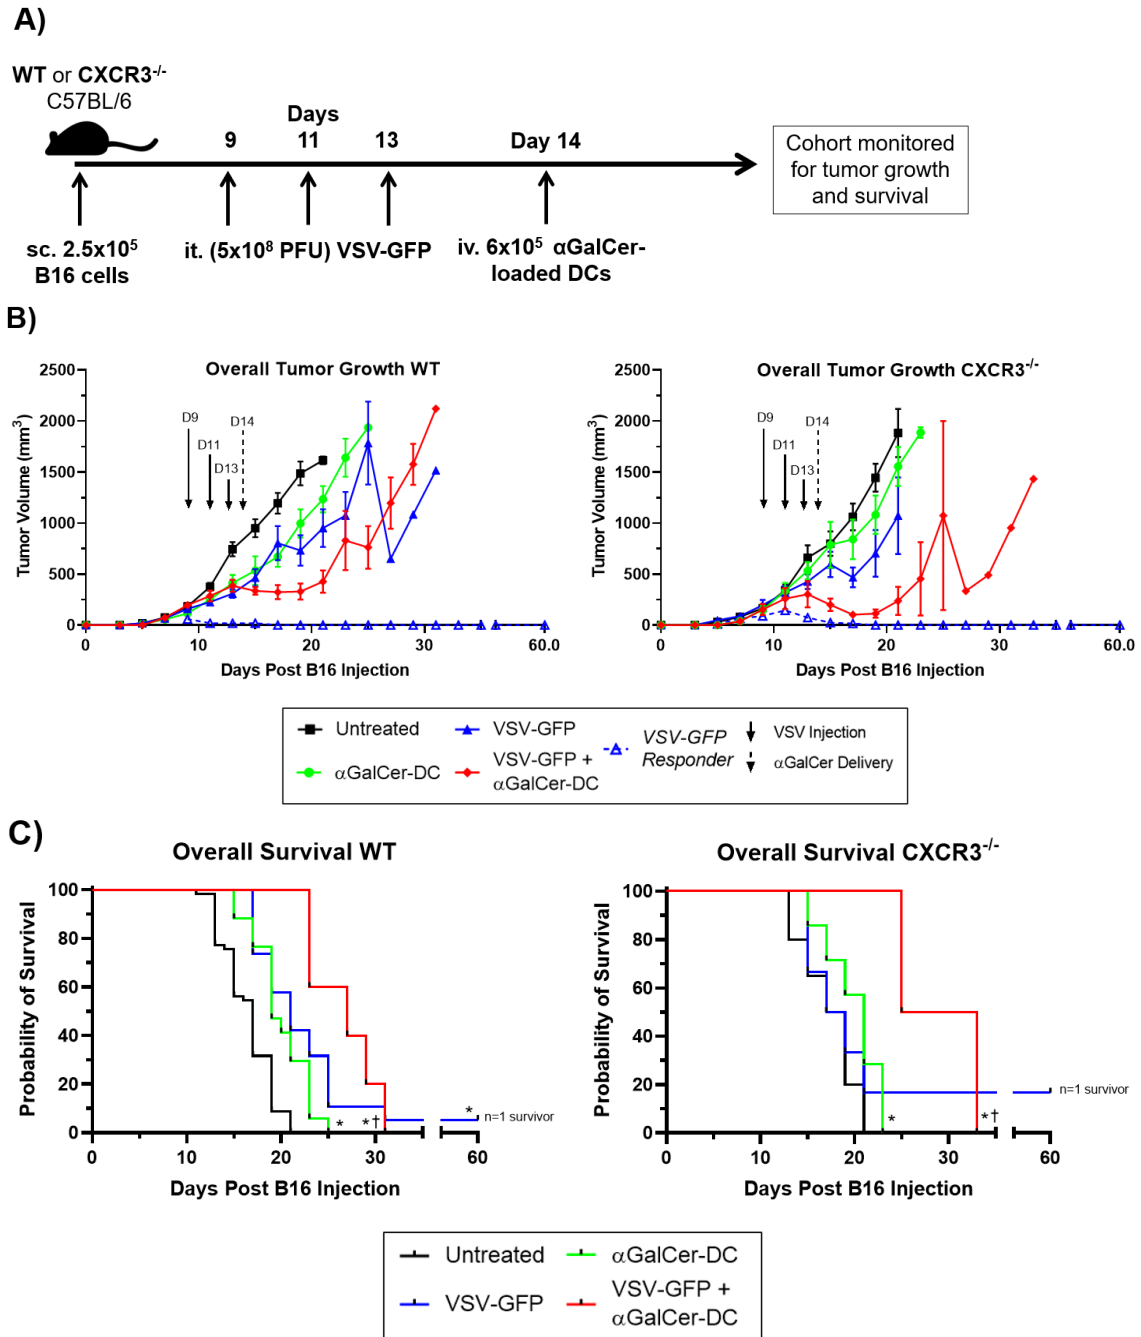 A)
WT or CXCR3-/-
C57BL/6
Days
9 11 13 Day 14
Cohort monitored
for tumor growth
and survival
sc. 2.5x10⁵
B16 cells
it. (5x10⁸ PFU) VSV-GFP
iv. 6x10⁵ αGalCer-
loaded DCs
B)
Overall Tumor Growth WT
Tumor Volume (mm³)
2500
2000
1500
1000
500
0
D9
D11
D13
D14
0 10 20 30 60.0
Days Post B16 Injection
Overall Tumor Growth CXCR3-/-
Tumor Volume (mm³)
2500
2000
1500
1000
500
0
D9
D11
D13
D14
0 10 20 30 60.0
Days Post B16 Injection
Untreated
αGalCer-DC
VSV-GFP
VSV-GFP +
αGalCer-DC
VSV-GFP
Responder
VSV Injection
αGalCer Delivery
C)
Overall Survival WT
Probability of Survival
100
80
60
40
20
0
* *† *
n=1 survivor
0 10 20 30 60
Days Post B16 Injection
Overall Survival CXCR3-/-
Probability of Survival
100
80
60
40
20
0
* *†
n=1 survivor
0 10 20 30 60
Days Post B16 Injection
Untreated
VSV-GFP
αGalCer-DC
VSV-GFP +
αGalCer-DC